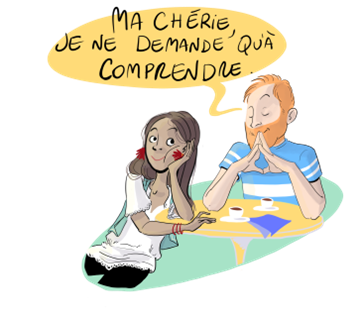 MA CHÉRIE,
JE NE DEMANDE QU'À
COMPRENDRE.